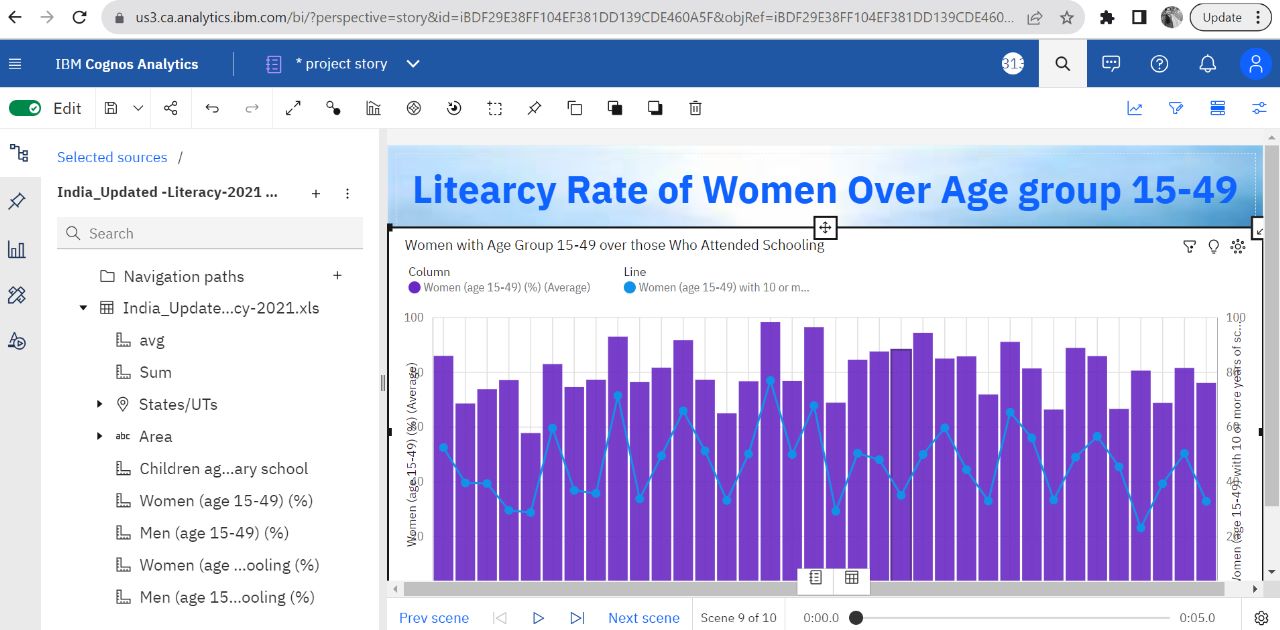 us3.ca.analytics.ibm.com/bi/?perspective=story&id=iBDF29E38FF104EF381DD139CDE460A5F&objRef=iBDF29E38FF104EF381DD139CDE460...
Update
IBM Cognos Analytics
* project story
313
Edit
Selected sources /
India_Updated -Literacy-2021 ...
Search
Navigation paths
India_Update...cy-2021.xls
avg
Sum
States/UTs
abc Area
Children ag...ary school
Women (age 15-49) (%)
Men (age 15-49) (%)
Women (age ...ooling (%)
Men (age 15...ooling (%)
Litearcy Rate of Women Over Age group 15-49
Women with Age Group 15-49 over those Who Attended Schooling
Column
Women (age 15-49) (%) (Average)
Line
Women (age 15-49) with 10 or m...
100
80
60
40
20
Women (age 15-49) (%) (Average)
100
80
60
40
20
Women (age 15-49) with 10 or more years of sc...
Prev scene
Next scene
Scene 9 of 10
0:00.0
0:05.0